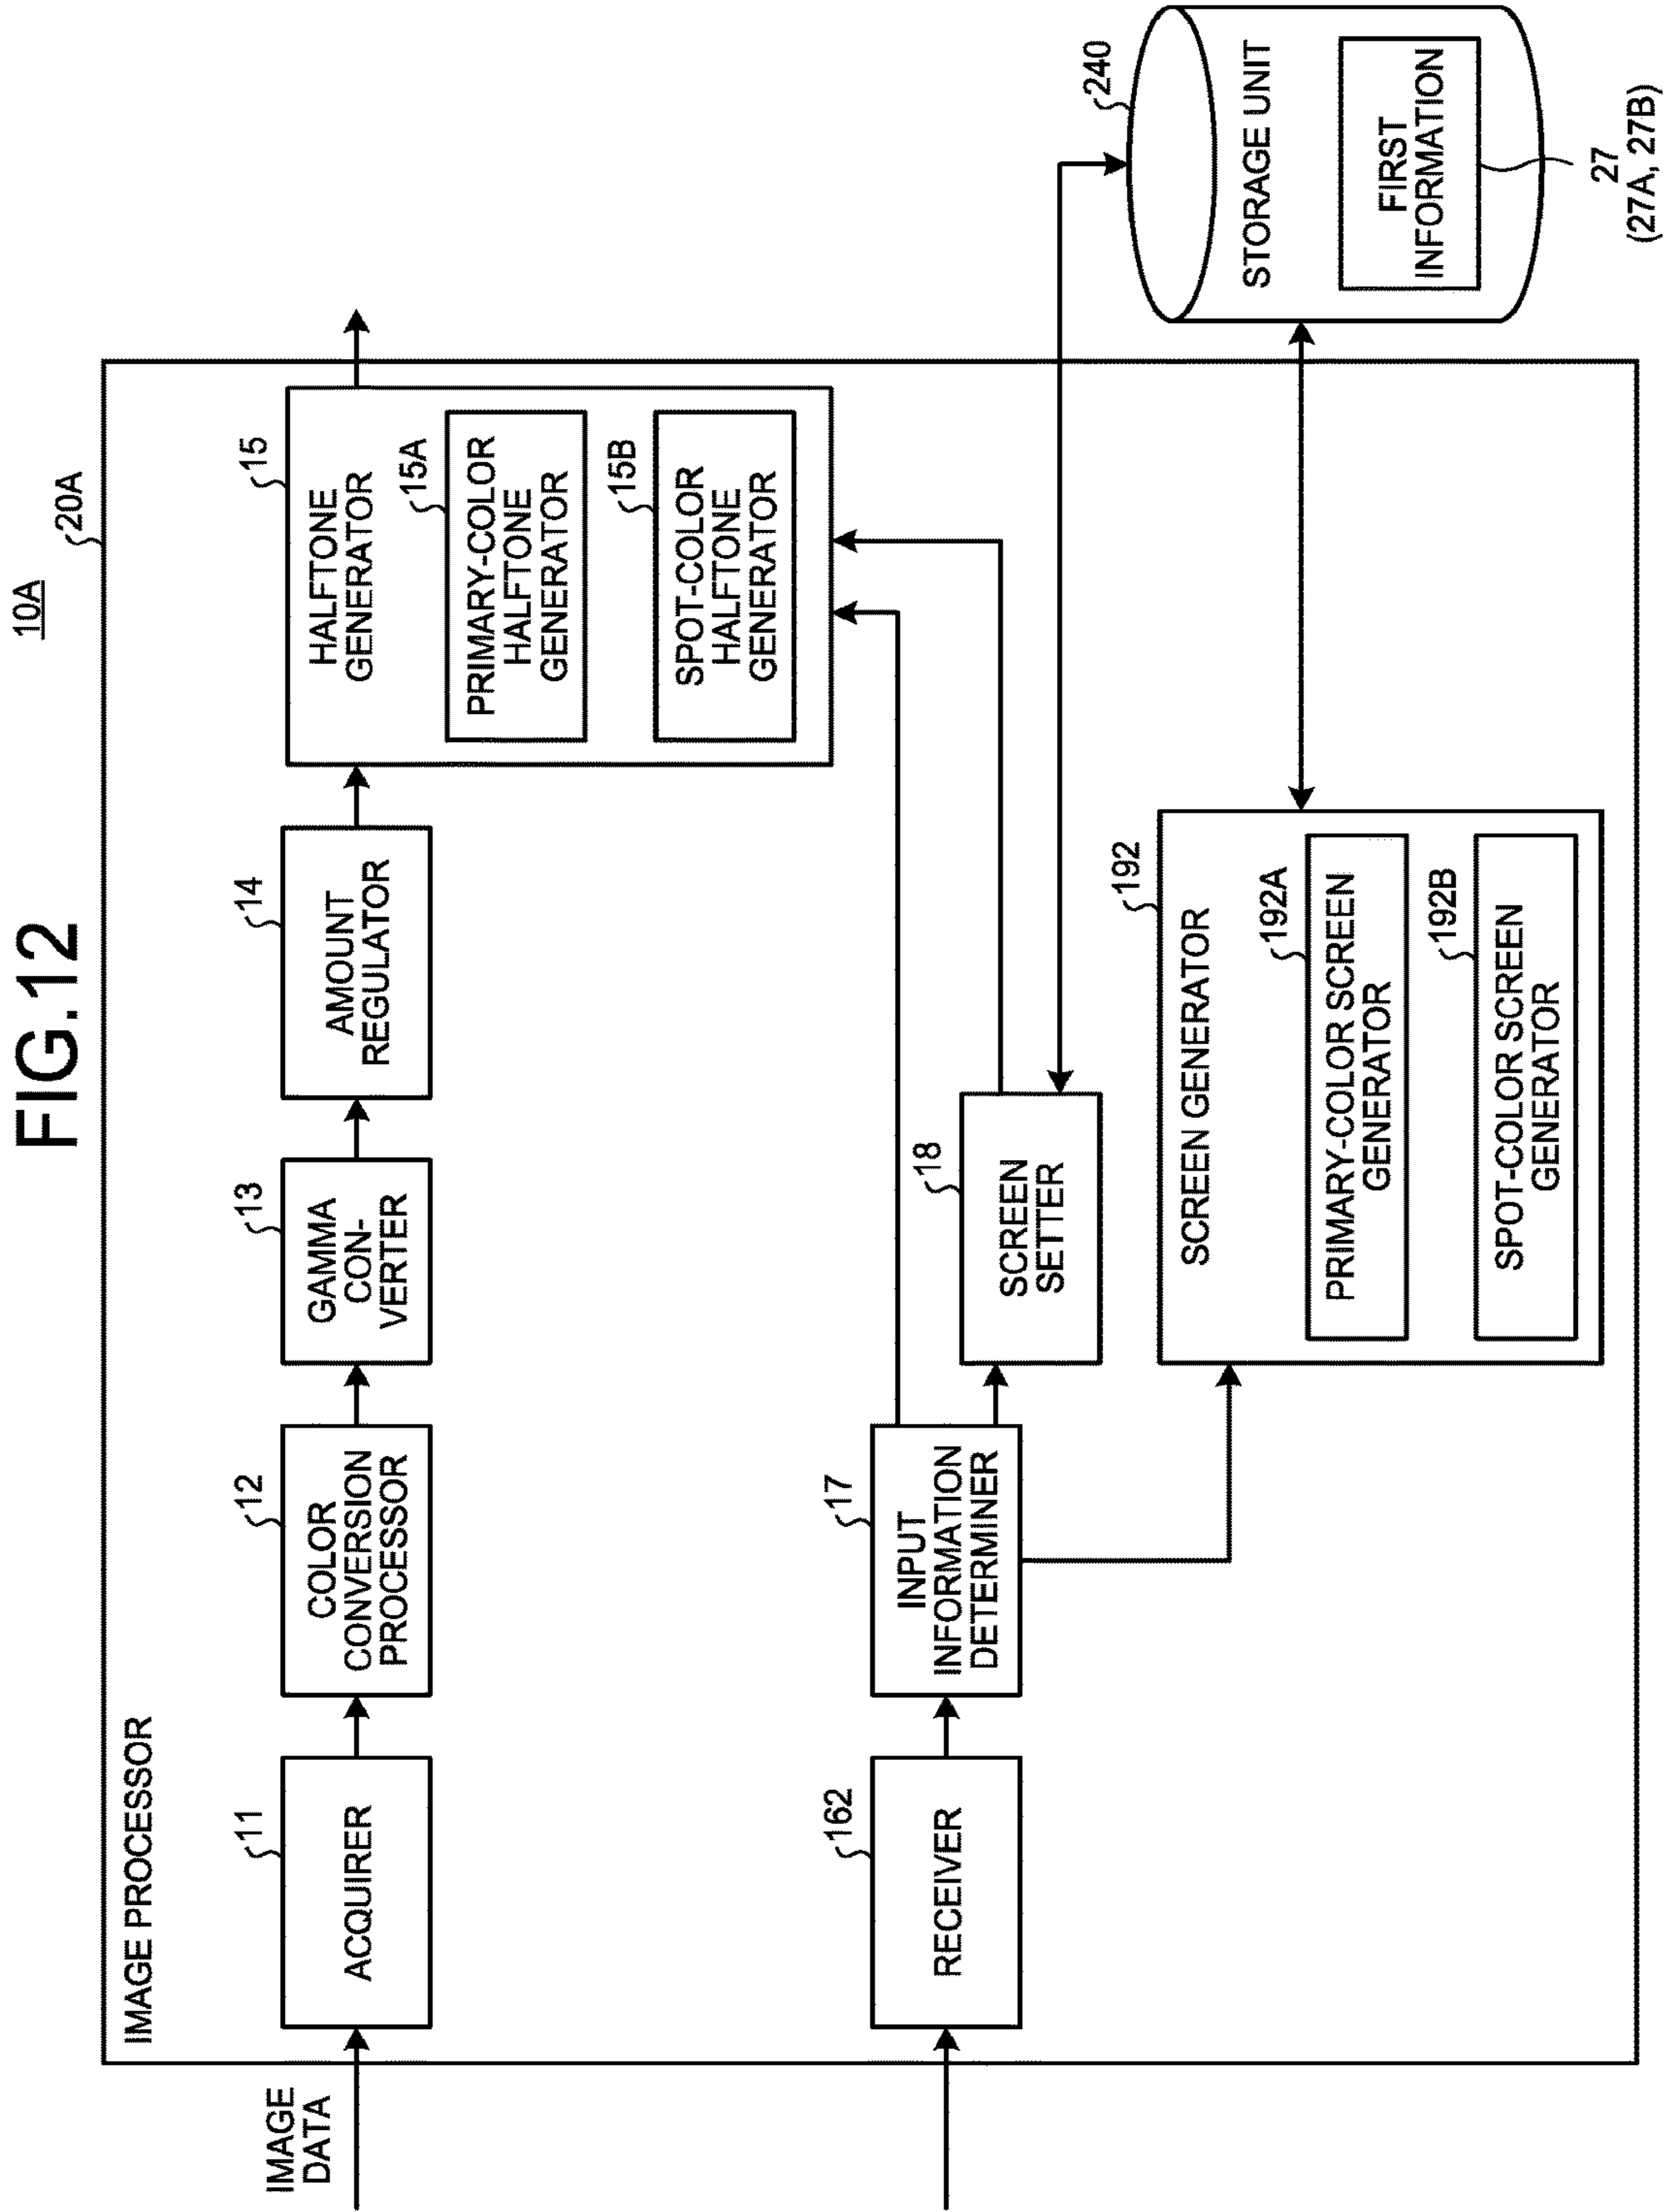 FIG.12
10A
20A
IMAGE PROCESSOR
IMAGE
DATA
11
ACQUIRER
12
COLOR
CONVERSION
PROCESSOR
13
GAMMA
CON-
VERTER
14
AMOUNT
REGULATOR
15
HALFTONE
GENERATOR
15A
PRIMARY-COLOR
HALFTONE
GENERATOR
15B
SPOT-COLOR
HALFTONE
GENERATOR
162
RECEIVER
17
INPUT
INFORMATION
DETERMINER
18
SCREEN
SETTER
192
SCREEN GENERATOR
192A
PRIMARY-COLOR SCREEN
GENERATOR
192B
SPOT-COLOR SCREEN
GENERATOR
240
STORAGE UNIT
FIRST
INFORMATION
27
(27A, 27B)